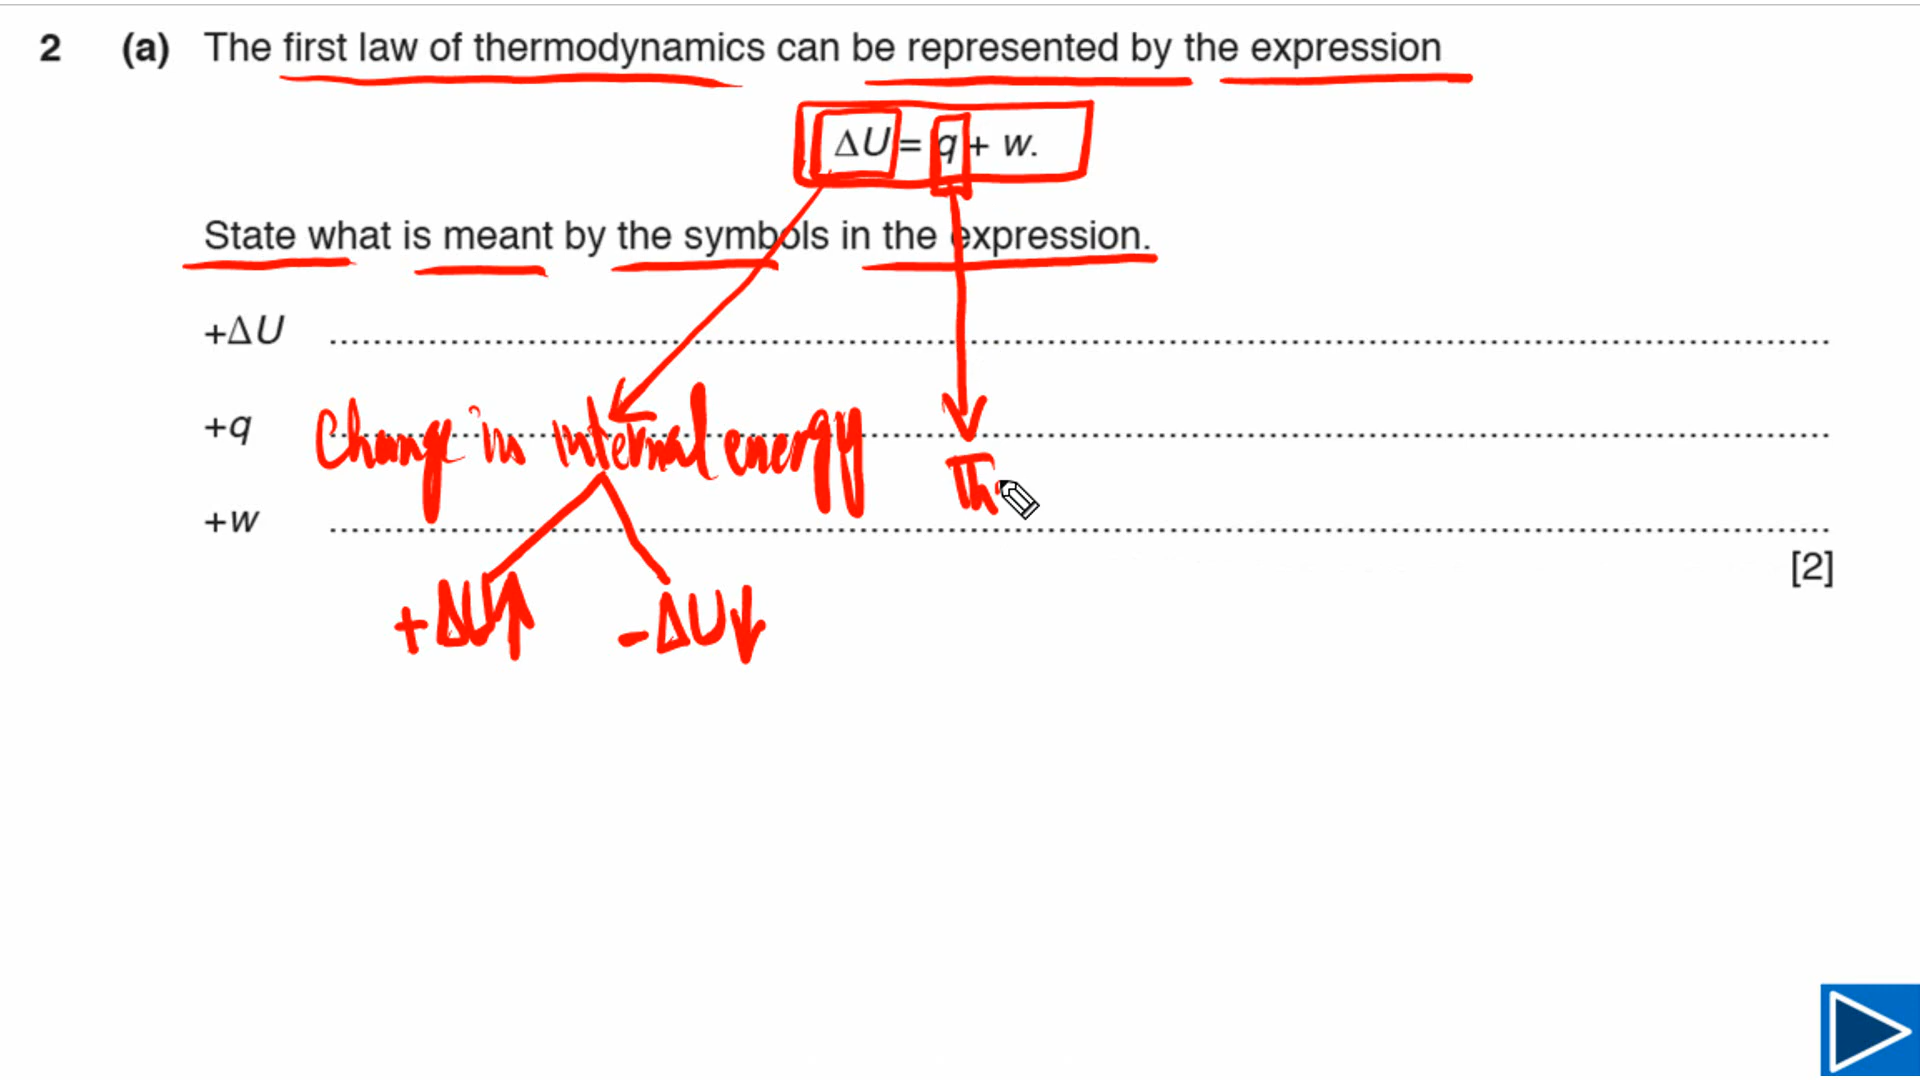 2 (a) The first law of thermodynamics can be represented by the expression
ΔU = q + w.
State what is meant by the symbols in the expression.
+ΔU ........................................
+q ........................................
Change in internal energy
Th
+w ........................................
[2]
+ΔU↑ -ΔU↓